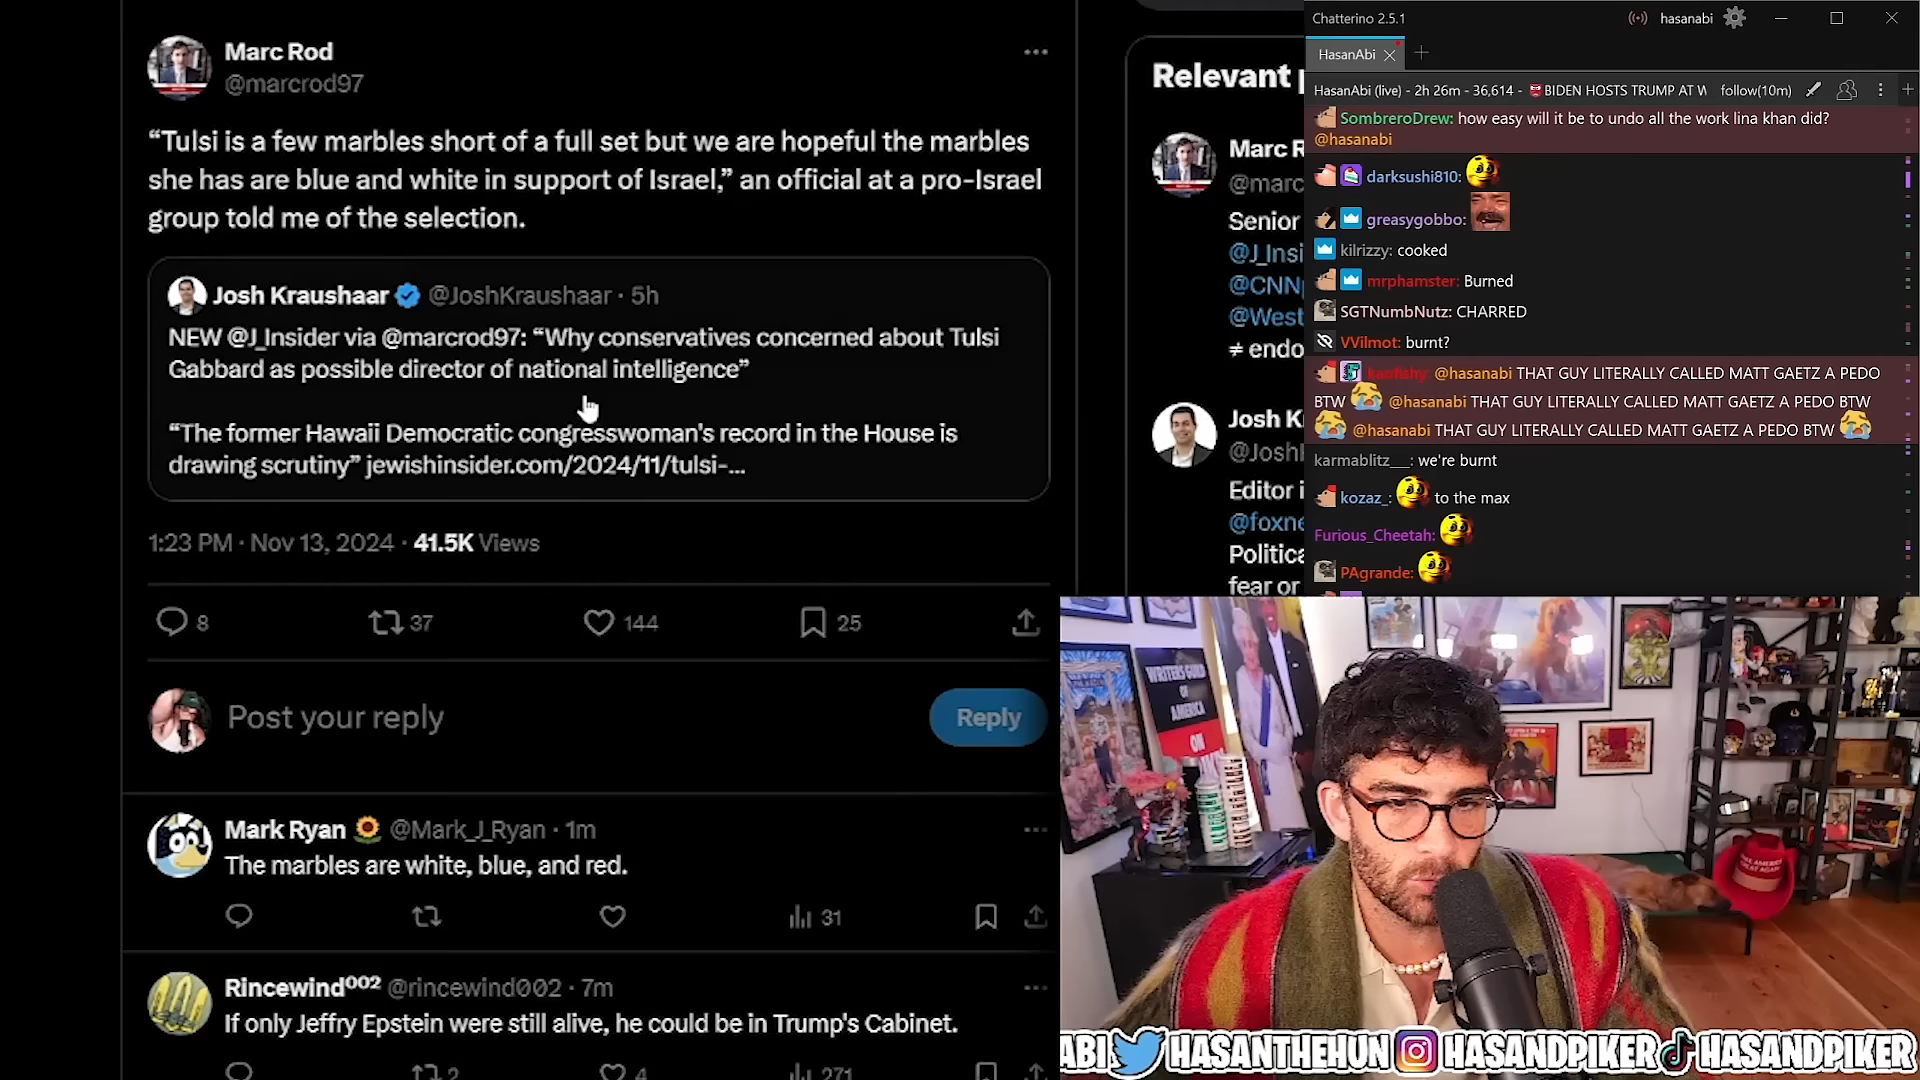 Marc Rod
@marcrod97
“Tulsi is a few marbles short of a full set but we are hopeful the marbles
she has are blue and white in support of Israel,” an official at a pro-Israel
group told me of the selection.
Josh Kraushaar @JoshKraushaar · 5h
NEW @J_Insider via @marcrod97: “Why conservatives concerned about Tulsi
Gabbard as possible director of national intelligence”
“The former Hawaii Democratic congresswoman's record in the House is
drawing scrutiny” jewishinsider.com/2024/11/tulsi-...
1:23 PM · Nov 13, 2024 · 41.5K Views
8 37 144 25
Post your reply
Reply
Mark Ryan @Mark_J_Ryan · 1m
The marbles are white, blue, and red.
31
Rincewind⁰⁰² @rincewind002 · 7m
If only Jeffry Epstein were still alive, he could be in Trump's Cabinet.
2 4 271
Relevant
Marc R
@marc
Senior
@J_Insi
@CNN
@West
≠ endo
Josh K
@Josh
Editor i
@foxne
Politica
fear or
Chatterino 2.5.1
hasanabi
HasanAbi
HasanAbi (live) - 2h 26m - 36,614 - BIDEN HOSTS TRUMP AT W
follow(10m)
SombreroDrew: how easy will it be to undo all the work lina khan did?
@hasanabi
darksushi810:
greasygobbo:
kilrizzy: cooked
mrphamster: Burned
SGTNumbNutz: CHARRED
VVilmot: burnt?
@hasanabi THAT GUY LITERALLY CALLED MATT GAETZ A PEDO
BTW @hasanabi THAT GUY LITERALLY CALLED MATT GAETZ A PEDO BTW
@hasanabi THAT GUY LITERALLY CALLED MATT GAETZ A PEDO BTW
karmablitz__: we're burnt
kozaz_: to the max
Furious_Cheetah:
PAgrande:
WRITERS GUILD
OF
AMERICA
ON
ABI HASANTHEHUN HASANDPIKER HASANDPIKER